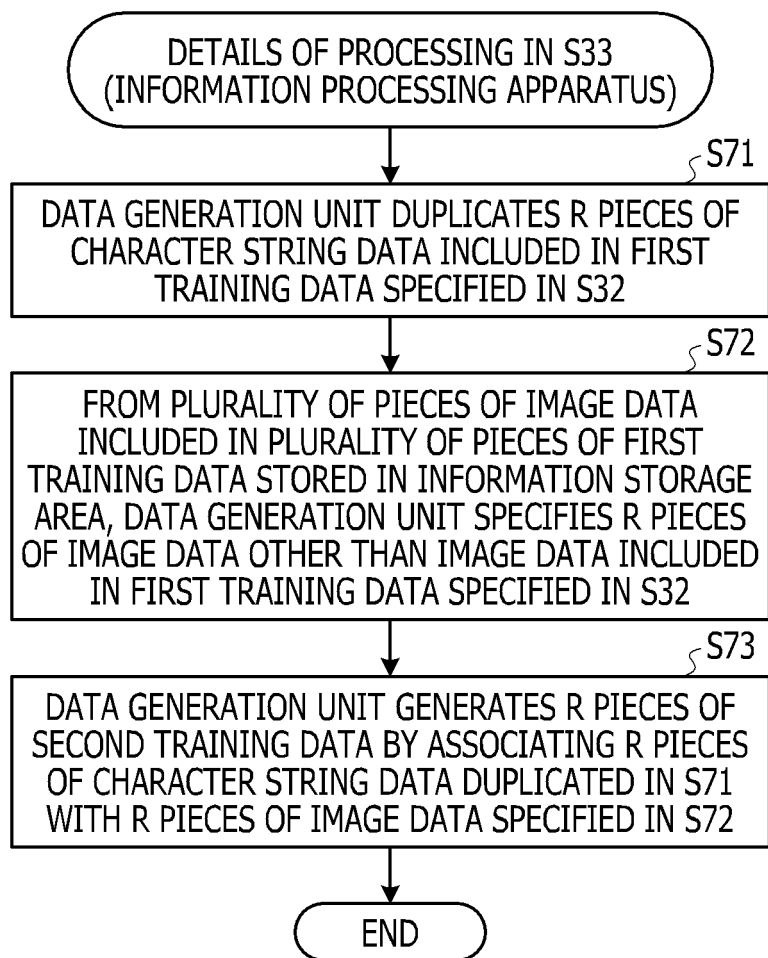 DETAILS OF PROCESSING IN S33
(INFORMATION PROCESSING APPARATUS)
S71
DATA GENERATION UNIT DUPLICATES R PIECES OF
CHARACTER STRING DATA INCLUDED IN FIRST
TRAINING DATA SPECIFIED IN S32
S72
FROM PLURALITY OF PIECES OF IMAGE DATA
INCLUDED IN PLURALITY OF PIECES OF FIRST
TRAINING DATA STORED IN INFORMATION STORAGE
AREA, DATA GENERATION UNIT SPECIFIES R PIECES
OF IMAGE DATA OTHER THAN IMAGE DATA INCLUDED
IN FIRST TRAINING DATA SPECIFIED IN S32
S73
DATA GENERATION UNIT GENERATES R PIECES OF
SECOND TRAINING DATA BY ASSOCIATING R PIECES
OF CHARACTER STRING DATA DUPLICATED IN S71
WITH R PIECES OF IMAGE DATA SPECIFIED IN S72
END